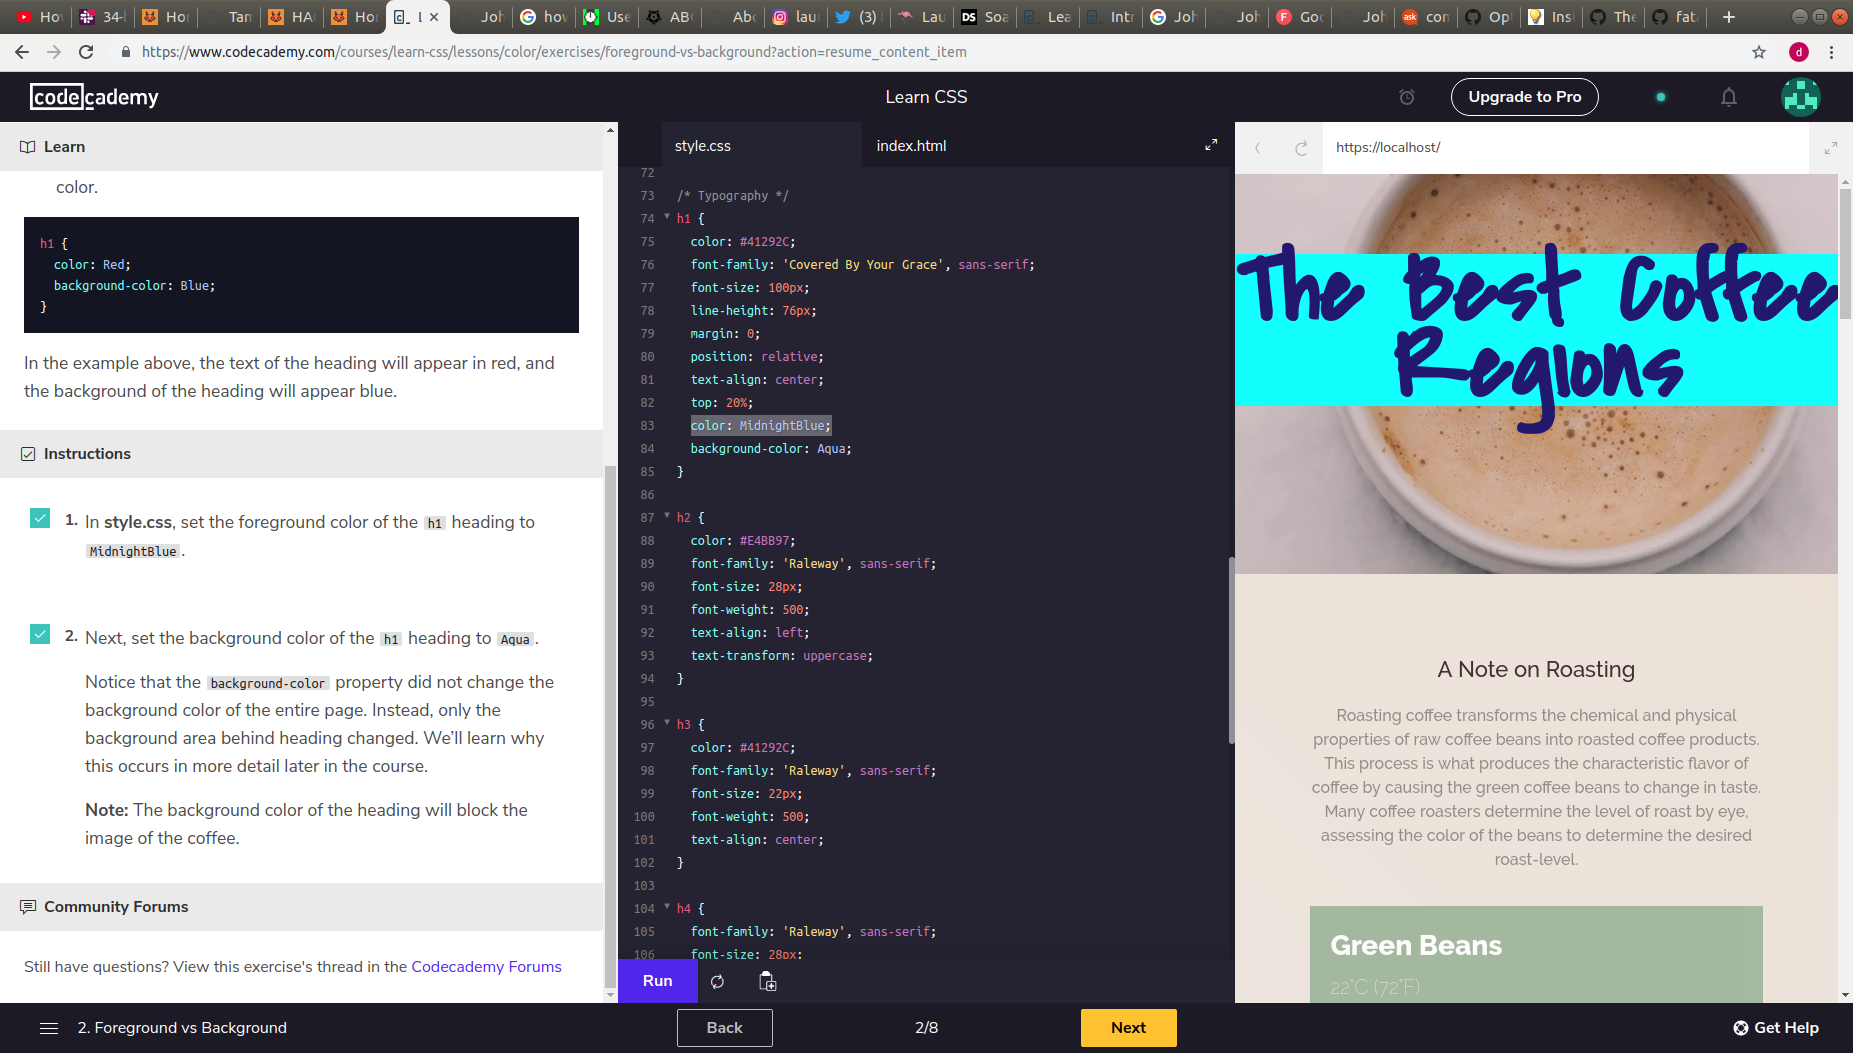 Hov
34-
Hor
Tam
HA
Hor
L
Joh
hov
Use
AB
Abc
laur
(3)
Lau
DS
Soa
Lea
Intr
Joh
Joh
Goo
Joh
ask
con
Opi
Inst
The
fat
https://www.codecademy.com/courses/learn-css/lessons/color/exercises/foreground-vs-background?action=resume_content_item
d
codecademy
Learn CSS
Upgrade to Pro
Learn
style.css
index.html
https://localhost/
color.
h1 {
color: Red;
background-color: Blue;
}
In the example above, the text of the heading will appear in red, and
the background of the heading will appear blue.
Instructions
1. In style.css, set the foreground color of the h1 heading to
MidnightBlue.
2. Next, set the background color of the h1 heading to Aqua.
Notice that the background-color property did not change the
background color of the entire page. Instead, only the
background area behind heading changed. We'll learn why
this occurs in more detail later in the course.
Note: The background color of the heading will block the
image of the coffee.
Community Forums
Still have questions? View this exercise's thread in the Codecademy Forums
72
73 /* Typography */
74 h1 {
75 color: #41292C;
76 font-family: 'Covered By Your Grace', sans-serif;
77 font-size: 100px;
78 line-height: 76px;
79 margin: 0;
80 position: relative;
81 text-align: center;
82 top: 20%;
83 color: MidnightBlue;
84 background-color: Aqua;
85 }
86
87 h2 {
88 color: #E4BB97;
89 font-family: 'Raleway', sans-serif;
90 font-size: 28px;
91 font-weight: 500;
92 text-align: left;
93 text-transform: uppercase;
94 }
95
96 h3 {
97 color: #41292C;
98 font-family: 'Raleway', sans-serif;
99 font-size: 22px;
100 font-weight: 500;
101 text-align: center;
102 }
103
104 h4 {
105 font-family: 'Raleway', sans-serif;
106 font-size: 28px;
Run
The Best Coffee
Regions
A Note on Roasting
Roasting coffee transforms the chemical and physical
properties of raw coffee beans into roasted coffee products.
This process is what produces the characteristic flavor of
coffee by causing the green coffee beans to change in taste.
Many coffee roasters determine the level of roast by eye,
assessing the color of the beans to determine the desired
roast-level.
Green Beans
22°C (72°F)
2. Foreground vs Background
Back
2/8
Next
Get Help